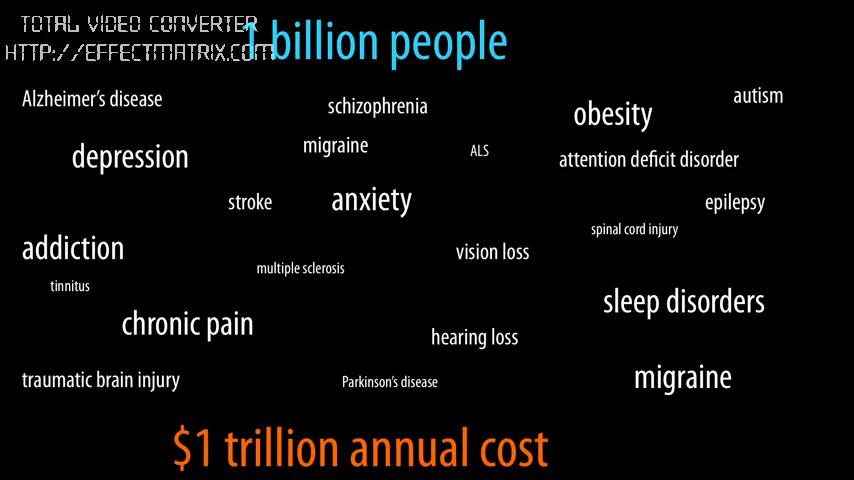 TOTAL VIDEO CONVERTER
HTTP://EFFECTMATRIX.COM
1 billion people
Alzheimer's disease
schizophrenia
obesity
autism
depression
migraine
ALS
attention deficit disorder
stroke
anxiety
epilepsy
spinal cord injury
addiction
multiple sclerosis
vision loss
tinnitus
sleep disorders
chronic pain
hearing loss
traumatic brain injury
Parkinson's disease
migraine
$1 trillion annual cost